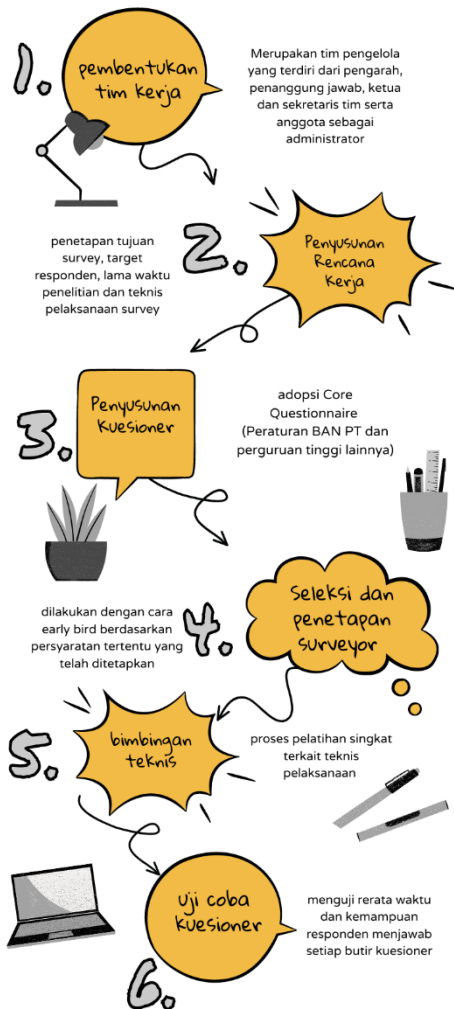 1.
pembentukan
tim kerja
Merupakan tim pengelola
yang terdiri dari pengarah,
penanggung jawab, ketua
dan sekretaris tim serta
anggota sebagai
administrator
2.
Penyusunan
Rencana
Kerja
penetapan tujuan
survey, target
responden, lama waktu
penelitian dan teknis
pelaksanaan survey
3.
Penyusunan
Kuesioner
adopsi Core
Questionnaire
(Peraturan BAN PT dan
perguruan tinggi lainnya)
4.
Seleksi dan
penetapan
surveyor
dilakukan dengan cara
early bird berdasarkan
persyaratan tertentu yang
telah ditetapkan
5.
bimbingan
teknis
proses pelatihan singkat
terkait teknis
pelaksanaan
6.
uji coba
kuesioner
menguji rerata waktu
dan kemampuan
responden menjawab
setiap butir kuesioner